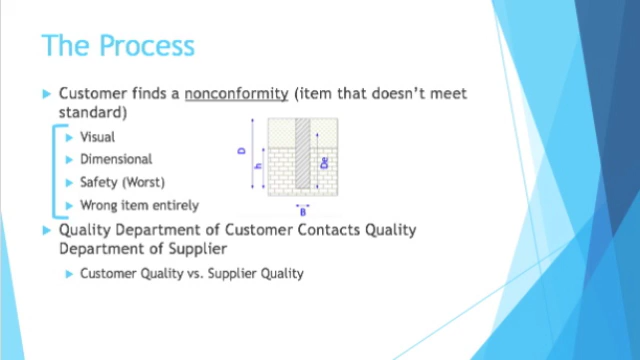 The Process
Customer finds a nonconformity (item that doesn't meet
standard)
Visual
Dimensional
Safety (Worst)
Wrong item entirely
D
h
De
B
Quality Department of Customer Contacts Quality
Department of Supplier
Customer Quality vs. Supplier Quality